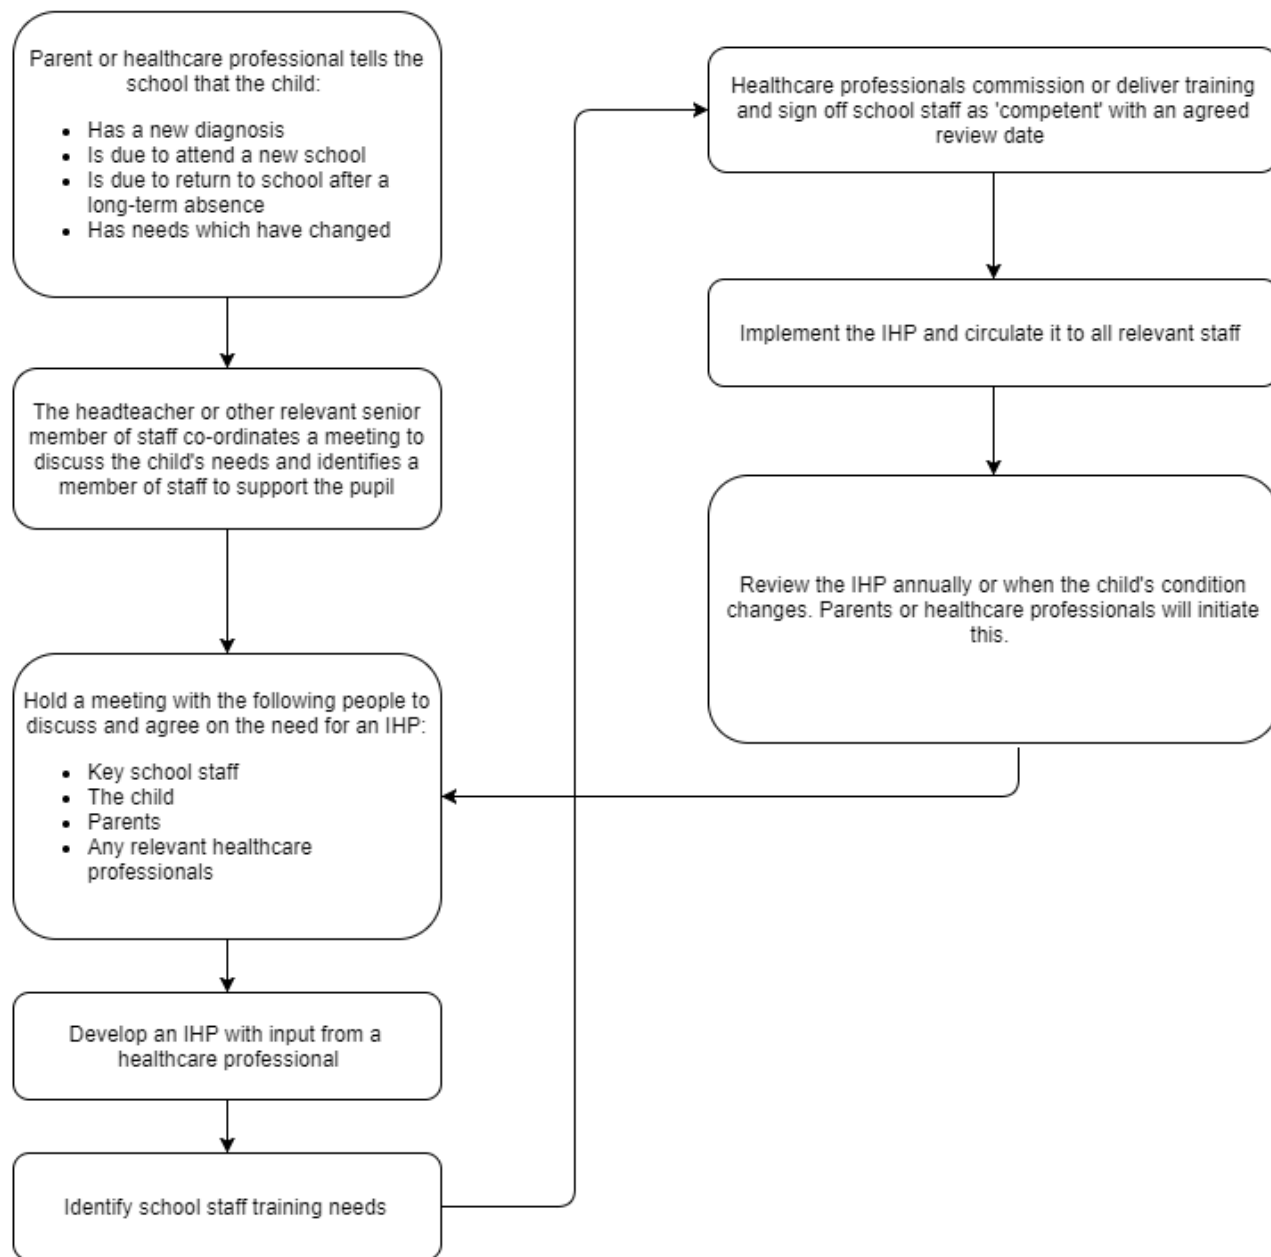 Parent or healthcare professional tells the
school that the child:
• Has a new diagnosis
• Is due to attend a new school
• Is due to return to school after a
long-term absence
• Has needs which have changed
The headteacher or other relevant senior
member of staff co-ordinates a meeting to
discuss the child's needs and identifies a
member of staff to support the pupil
Hold a meeting with the following people to
discuss and agree on the need for an IHP:
• Key school staff
• The child
• Parents
• Any relevant healthcare
professionals
Develop an IHP with input from a
healthcare professional
Identify school staff training needs
Healthcare professionals commission or deliver training
and sign off school staff as 'competent' with an agreed
review date
Implement the IHP and circulate it to all relevant staff
Review the IHP annually or when the child's condition
changes. Parents or healthcare professionals will initiate
this.